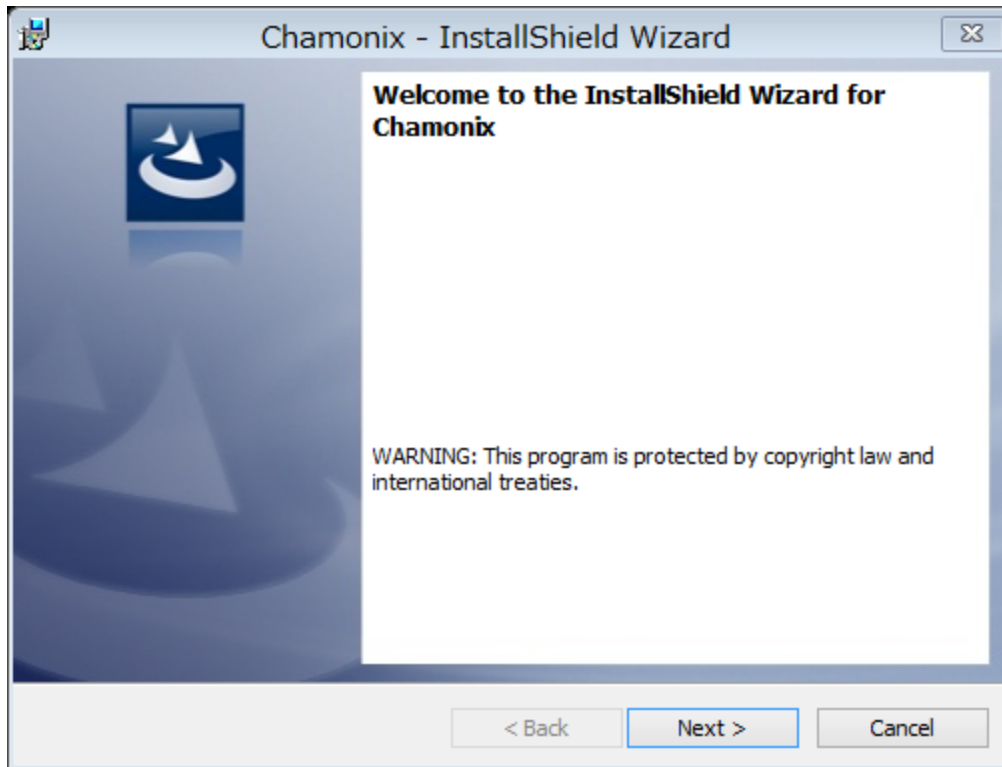 Chamonix - InstallShield Wizard
Welcome to the InstallShield Wizard for
Chamonix
WARNING: This program is protected by copyright law and
international treaties.
< Back
Next >
Cancel